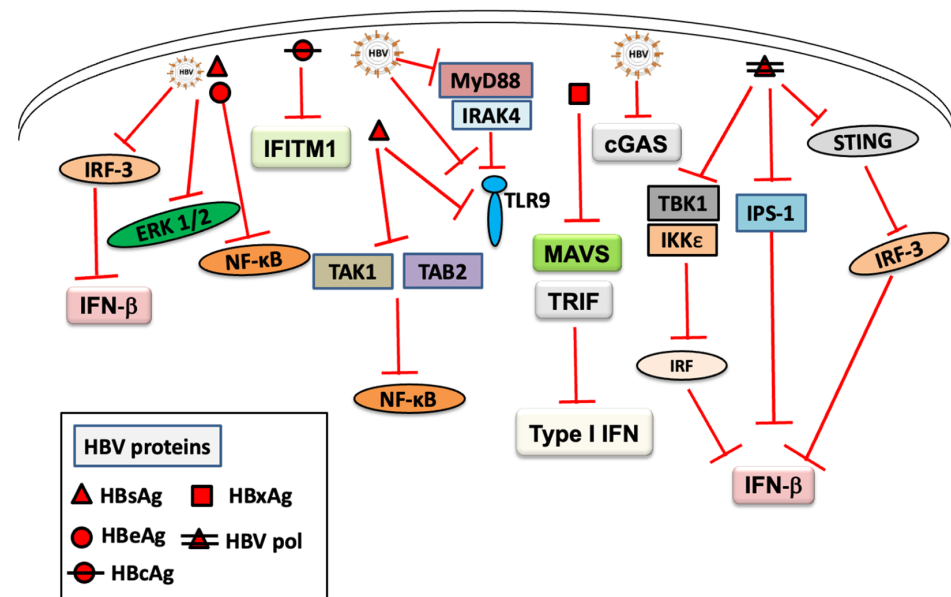 HBV
HBV
HBV
MyD88
IRAK4
IFITM1
cGAS
STING
IRF-3
TLR9
TBK1
IKKε
IPS-1
ERK 1/2
NF-κB
TAK1
TAB2
MAVS
TRIF
IRF-3
IFN-β
IRF
NF-κB
Type I IFN
IFN-β
HBV proteins
HBsAg
HBxAg
HBeAg
HBV pol
HBcAg